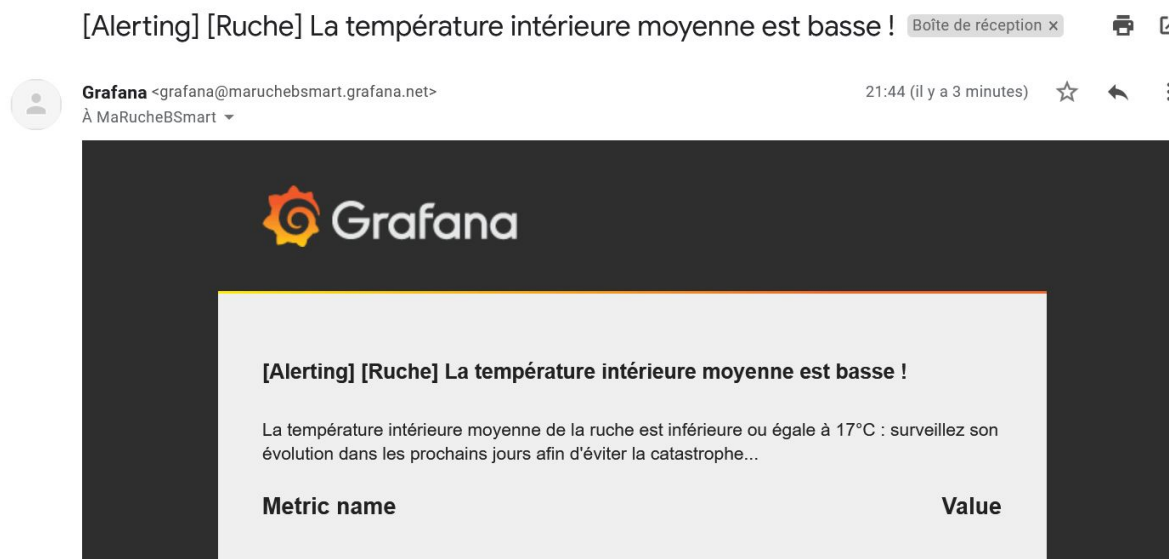 [Alerting] [Ruche] La température intérieure moyenne est basse ! Boîte de réception ×
Grafana <grafana@maruchebsmart.grafana.net> 21:44 (il y a 3 minutes)
À MaRucheBSmart
Grafana
[Alerting] [Ruche] La température intérieure moyenne est basse !
La température intérieure moyenne de la ruche est inférieure ou égale à 17°C : surveillez son
évolution dans les prochains jours afin d'éviter la catastrophe...
Metric name Value